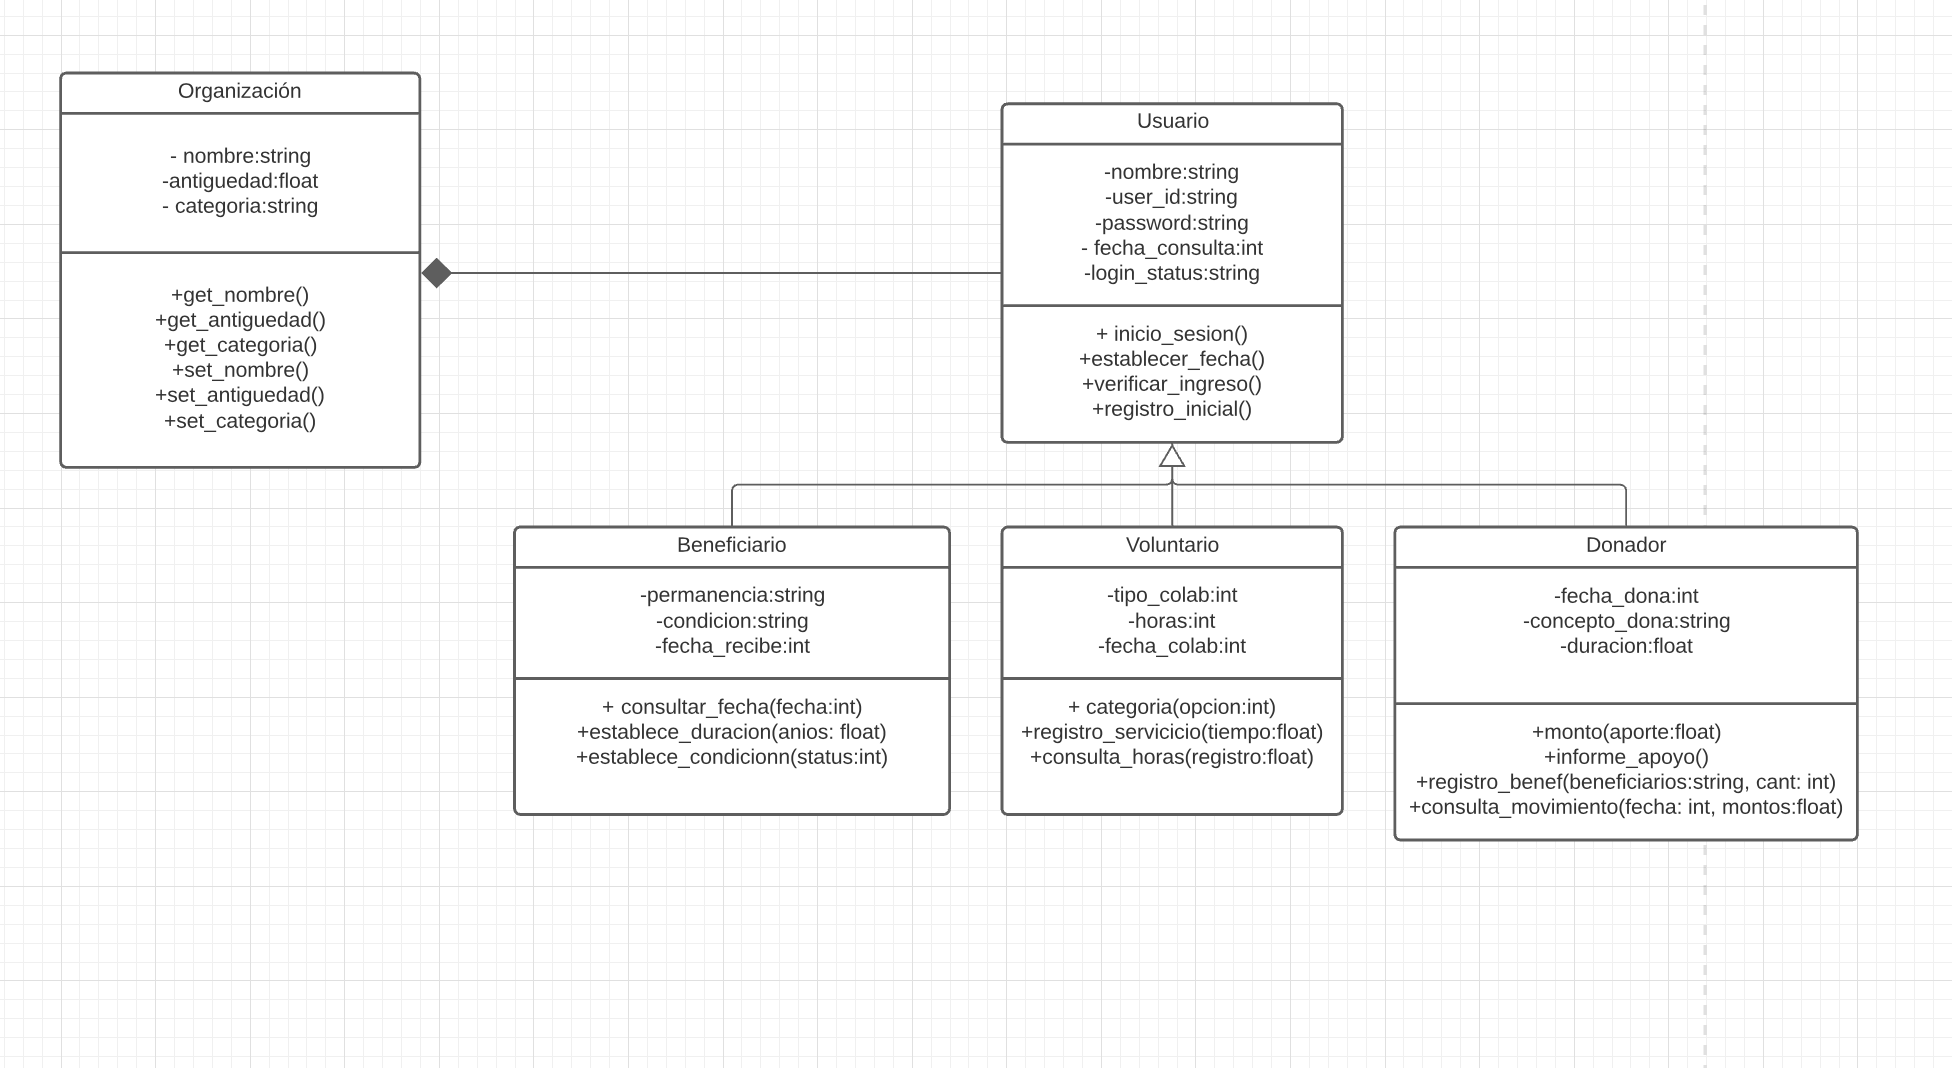 Organización
- nombre:string
-antiguedad:float
- categoria:string
+get_nombre()
+get_antiguedad()
+get_categoria()
+set_nombre()
+set_antiguedad()
+set_categoria()
Usuario
-nombre:string
-user_id:string
-password:string
- fecha_consulta:int
-login_status:string
+ inicio_sesion()
+establecer_fecha()
+verificar_ingreso()
+registro_inicial()
Beneficiario
-permanencia:string
-condicion:string
-fecha_recibe:int
+ consultar_fecha(fecha:int)
+establece_duracion(anios: float)
+establece_condicionn(status:int)
Voluntario
-tipo_colab:int
-horas:int
-fecha_colab:int
+ categoria(opcion:int)
+registro_servicicio(tiempo:float)
+consulta_horas(registro:float)
Donador
-fecha_dona:int
-concepto_dona:string
-duracion:float
+monto(aporte:float)
+informe_apoyo()
+registro_benef(beneficiarios:string, cant: int)
+consulta_movimiento(fecha: int, montos:float)